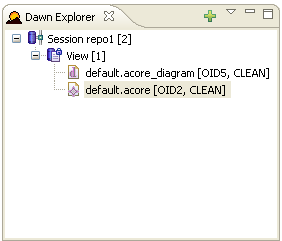 Dawn Explorer
Session repo1 [2]
View [1]
default.acore_diagram [OID5, CLEAN]
default.acore [OID2, CLEAN]